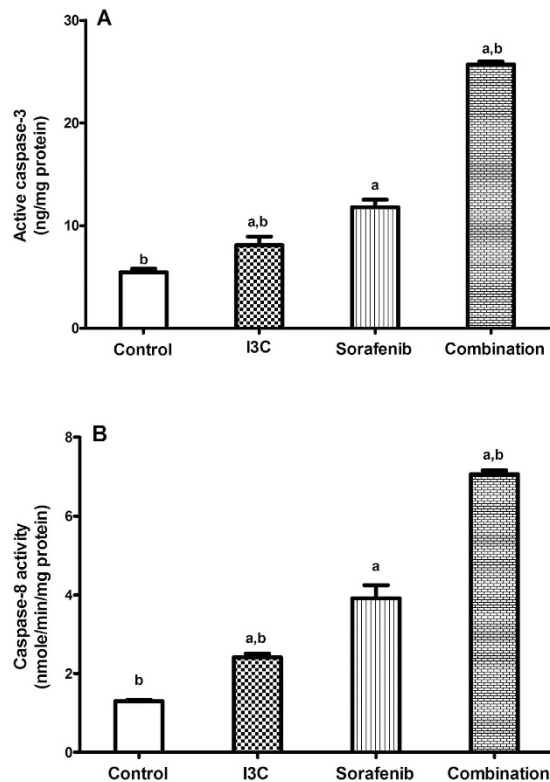 A
Active caspase-3
(ng/mg protein)
30
20
10
0
b
a,b
a
a,b
Control
I3C
Sorafenib
Combination
B
Caspase-8 activity
(nmole/min/mg protein)
8
6
4
2
0
b
a,b
a
a,b
Control
I3C
Sorafenib
Combination